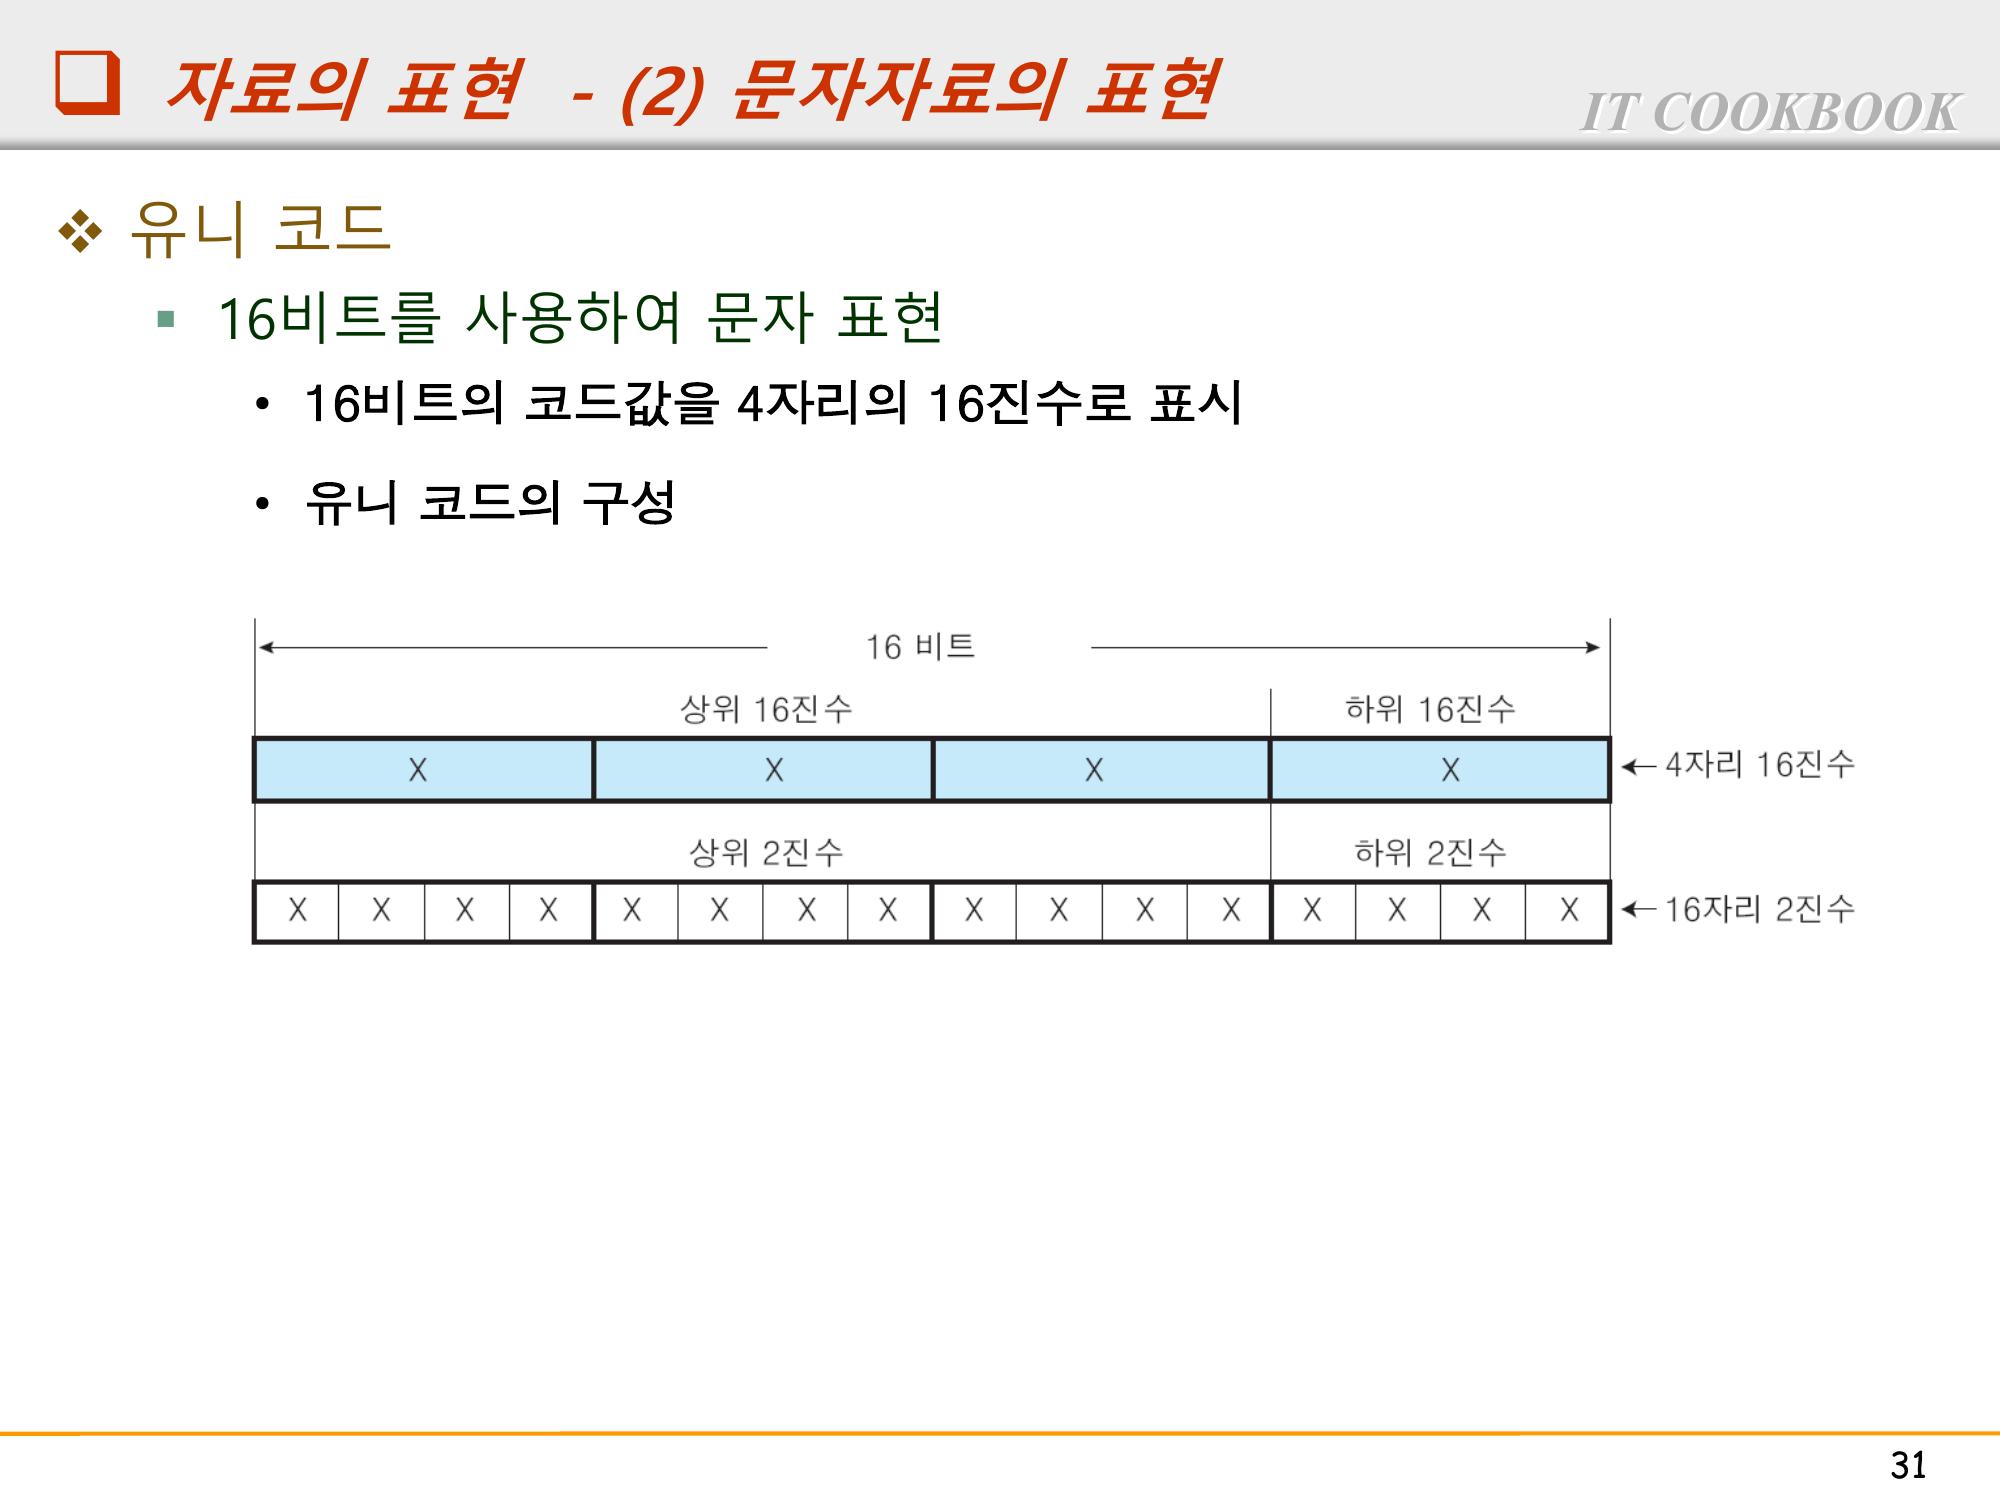 자료의 표현 - (2) 문자자료의 표현
IT COOKBOOK
유니 코드
16비트를 사용하여 문자 표현
• 16비트의 코드값을 4자리의 16진수로 표시
• 유니 코드의 구성
16 비트
상위 16진수 하위 16진수
X X X X ←4자리 16진수
상위 2진수 하위 2진수
X X X X X X X X X X X X X X X X ←16자리 2진수
31